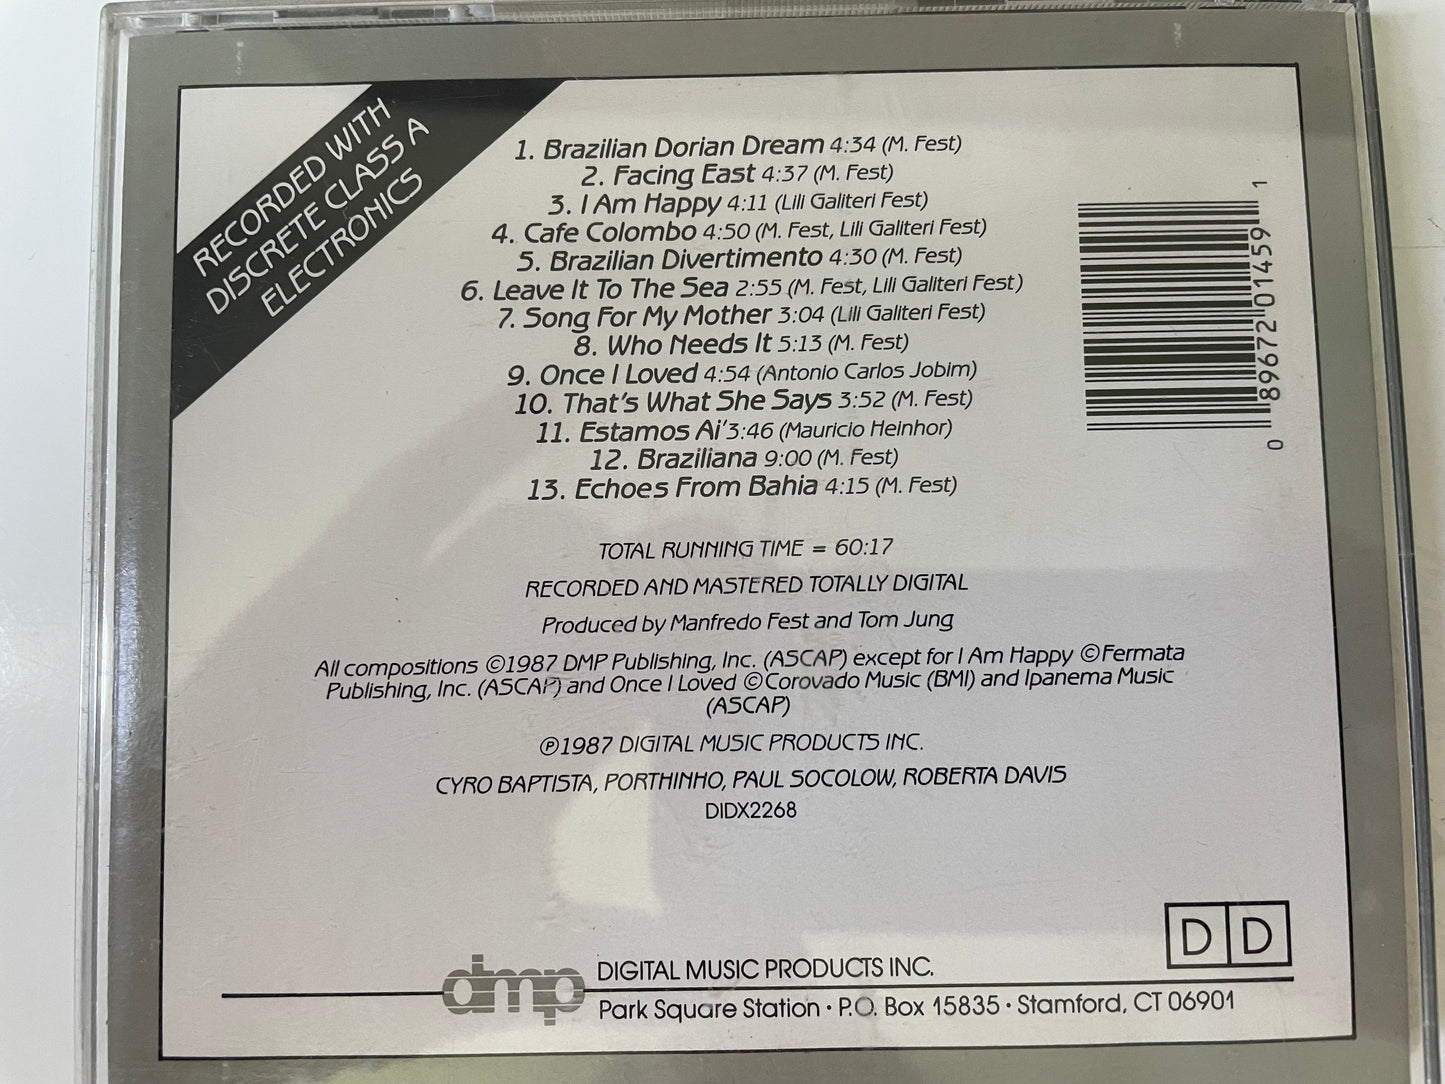 RECORDED WITH
DISCRETE CLASS A
ELECTRONICS
1. Brazilian Dorian Dream 4:34 (M. Fest)
2. Facing East 4:37 (M. Fest)
3. I Am Happy 4:11 (Lili Galiteri Fest)
4. Cafe Colombo 4:50 (M. Fest, Lili Galiteri Fest)
5. Brazilian Divertimento 4:30 (M. Fest)
6. Leave It To The Sea 2:55 (M. Fest, Lili Galiteri Fest)
7. Song For My Mother 3:04 (Lili Galiteri Fest)
8. Who Needs It 5:13 (M. Fest)
9. Once I Loved 4:54 (Antonio Carlos Jobim)
10. That's What She Says 3:52 (M. Fest)
11. Estamos Ai' 3:46 (Mauricio Heinhor)
12. Braziliana 9:00 (M. Fest)
13. Echoes From Bahia 4:15 (M. Fest)
0 89672 01459 1
TOTAL RUNNING TIME = 60:17
RECORDED AND MASTERED TOTALLY DIGITAL
Produced by Manfredo Fest and Tom Jung
All compositions ©1987 DMP Publishing, Inc. (ASCAP) except for I Am Happy ©Fermata
Publishing, Inc. (ASCAP) and Once I Loved ©Corovado Music (BMI) and Ipanema Music
(ASCAP)
℗1987 DIGITAL MUSIC PRODUCTS INC.
CYRO BAPTISTA, PORTHINHO, PAUL SOCOLOW, ROBERTA DAVIS
DIDX2268
D D
dmp DIGITAL MUSIC PRODUCTS INC.
Park Square Station • P.O. Box 15835 • Stamford, CT 06901